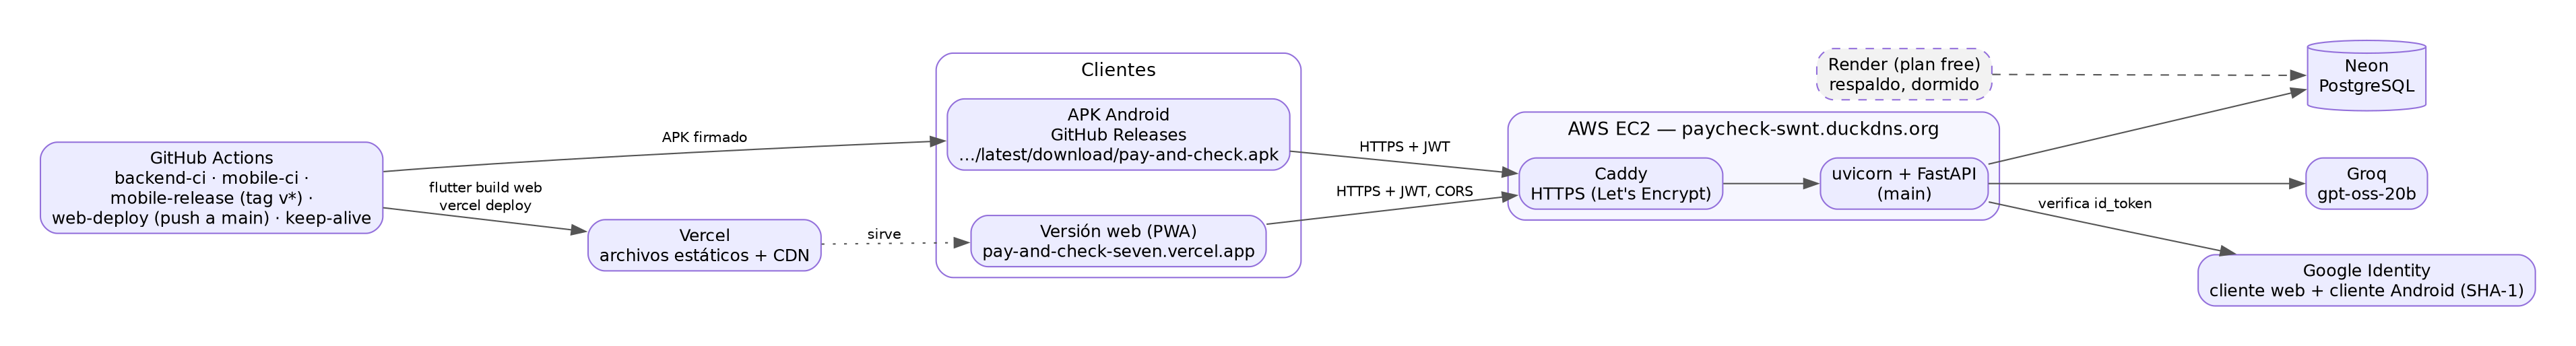 GitHub Actions
backend-ci · mobile-ci ·
mobile-release (tag v*) ·
web-deploy (push a main) · keep-alive
APK firmado
flutter build web
vercel deploy
Vercel
archivos estáticos + CDN
sirve
Clientes
APK Android
GitHub Releases
.../latest/download/pay-and-check.apk
Versión web (PWA)
pay-and-check-seven.vercel.app
HTTPS + JWT
HTTPS + JWT, CORS
AWS EC2 — paycheck-swnt.duckdns.org
Caddy
HTTPS (Let's Encrypt)
uvicorn + FastAPI
(main)
Render (plan free)
respaldo, dormido
verifica id_token
Neon
PostgreSQL
Groq
gpt-oss-20b
Google Identity
cliente web + cliente Android (SHA-1)